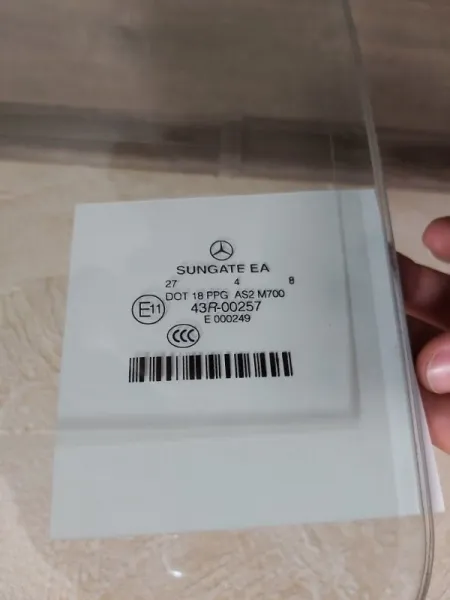 SUNGATE EA
27 4 8
DOT 18 PPG AS2 M700
E11 43R-00257
E 000249
CCC